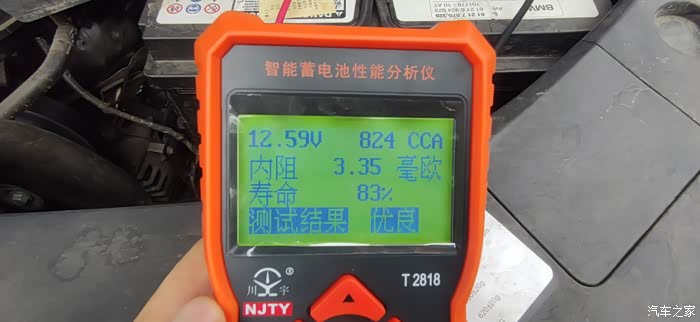 BMW
智能蓄电池性能分析仪
12.59V 824 CCA
内阻 3.35 毫欧
寿命 83%
测试结果 优良
川宇®
NJTY
T 2818
汽车之家